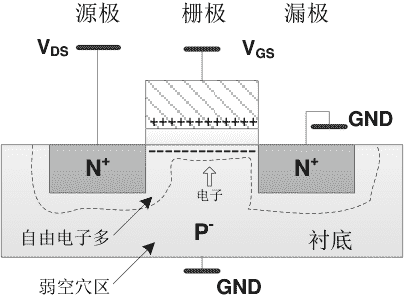 源极 栅极 漏极
VDS
VGS
GND
++++++++++++++
N+
N+
电子
自由电子多
P-
衬底
弱空穴区
GND